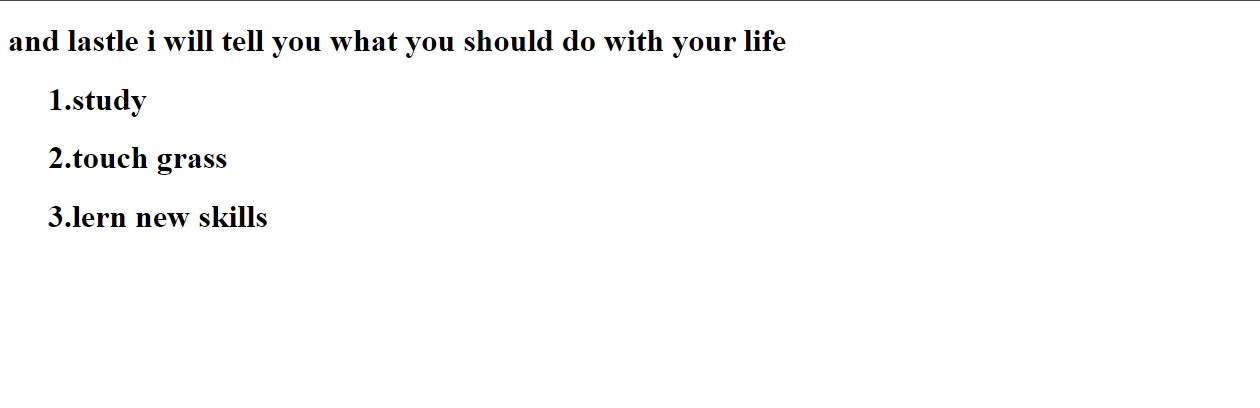 and lastle i will tell you what you should do with your life
1.study
2.touch grass
3.lern new skills